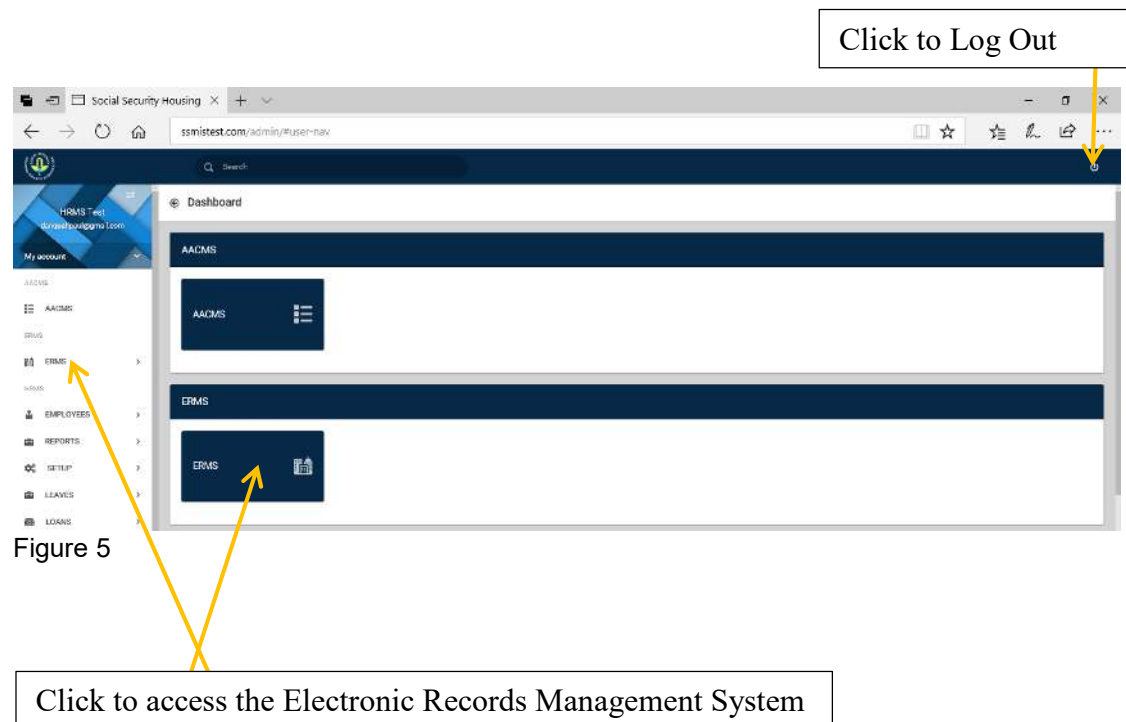 Click to Log Out
Social Security Housing
ssmistest.com/admin/#user-nav
Search
HRMS Test
Dashboard
My account
AACMS
AACMS
AACMS
AACMS
ERMS
ERMS
HRMS
ERMS
EMPLOYEES
REPORTS
SETUP
ERMS
LEAVES
LOANS
Figure 5
Click to access the Electronic Records Management System